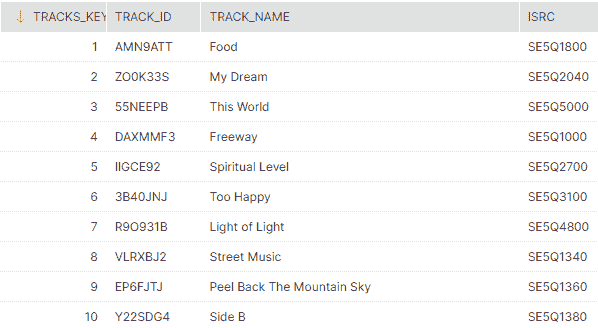 TRACKS_KEY TRACK_ID TRACK_NAME ISRC
1 AMN9ATT Food SE5Q1800
2 ZO0K33S My Dream SE5Q2040
3 55NEEPB This World SE5Q5000
4 DAXMMF3 Freeway SE5Q1000
5 IIGCE92 Spiritual Level SE5Q2700
6 3B40JNJ Too Happy SE5Q3100
7 R9O931B Light of Light SE5Q4800
8 VLRXBJ2 Street Music SE5Q1340
9 EP6FJTJ Peel Back The Mountain Sky SE5Q1360
10 Y22SDG4 Side B SE5Q1380